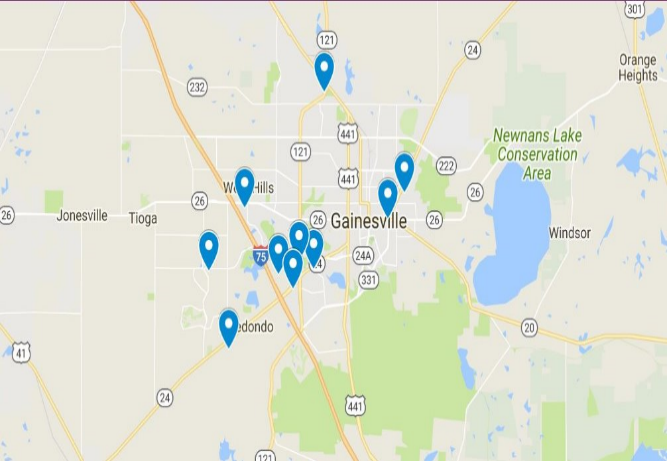 301
121
24
Orange
Heights
232
441
Newnans Lake
Conservation
Area
121
222
441
Hills
26
26
26
Jonesville
Tioga
26
Gainesville
26
Windsor
75
24A
331
20
edondo
41
24
441
121